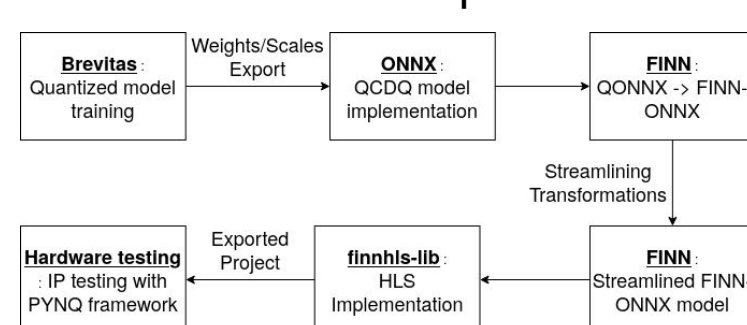 Weights/Scales
Export
Brevitas :
Quantized model
training
ONNX :
QCDQ model
implementation
FINN :
QONNX -> FINN-
ONNX
Streamlining
Transformations
Exported
Project
Hardware testing
: IP testing with
PYNQ framework
finnhls-lib :
HLS
Implementation
FINN :
Streamlined FINN-
ONNX model